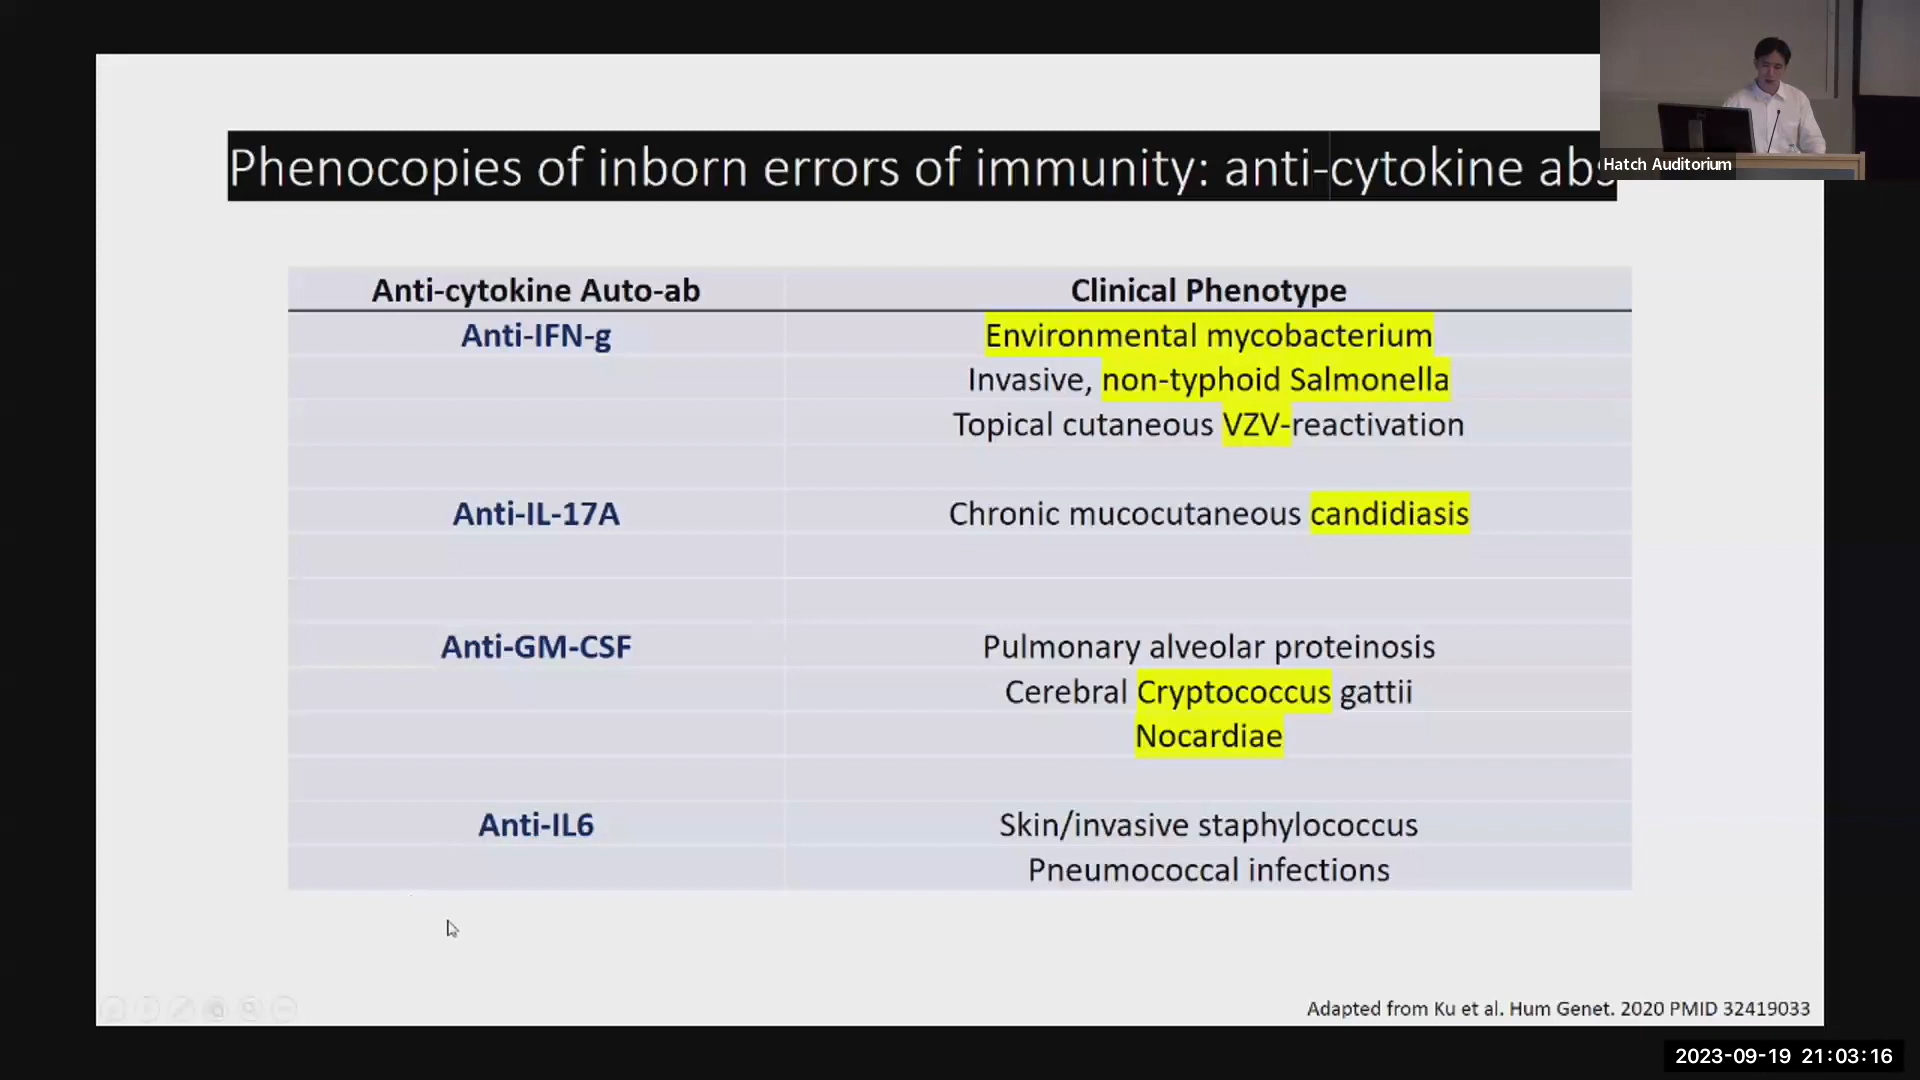 Phenocopies of inborn errors of immunity: anti-cytokine abs
Hatch Auditorium
Anti-cytokine Auto-ab Clinical Phenotype
Anti-IFN-g Environmental mycobacterium
Invasive, non-typhoid Salmonella
Topical cutaneous VZV-reactivation
Anti-IL-17A Chronic mucocutaneous candidiasis
Anti-GM-CSF Pulmonary alveolar proteinosis
Cerebral Cryptococcus gattii
Nocardiae
Anti-IL6 Skin/invasive staphylococcus
Pneumococcal infections
Adapted from Ku et al. Hum Genet. 2020 PMID 32419033
2023-09-19 21:03:16